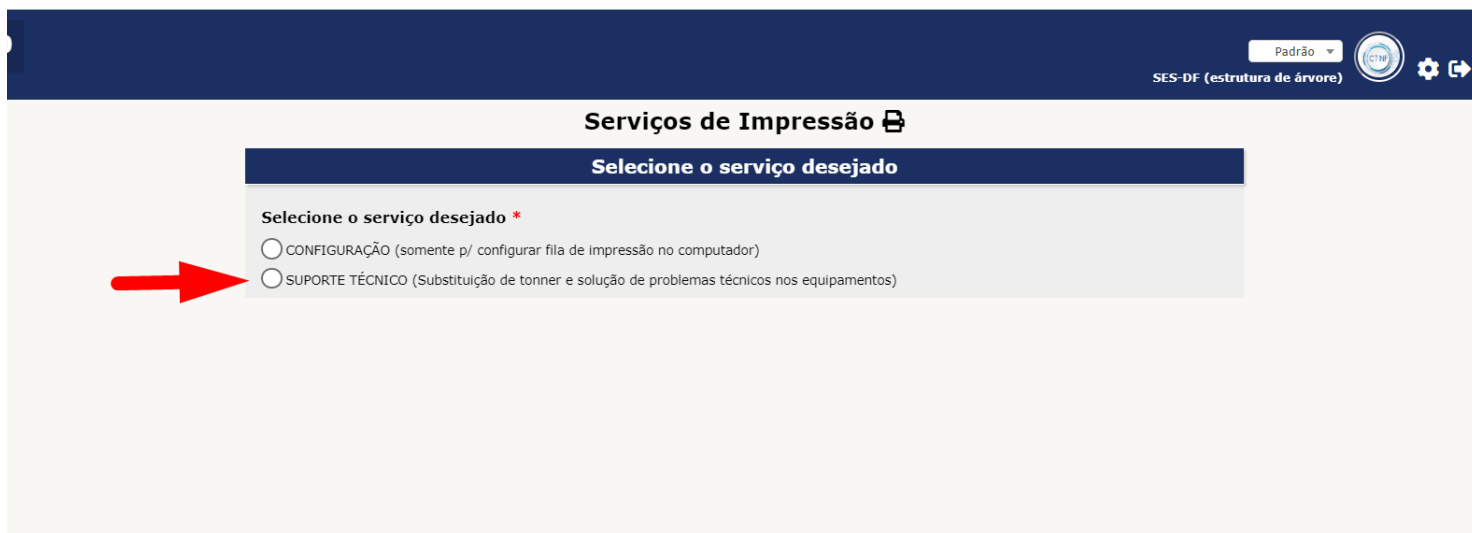 Padrão
SES-DF (estrutura de árvore)
CTINF
Serviços de Impressão
Selecione o serviço desejado
Selecione o serviço desejado *
CONFIGURAÇÃO (somente p/ configurar fila de impressão no computador)
SUPORTE TÉCNICO (Substituição de tonner e solução de problemas técnicos nos equipamentos)